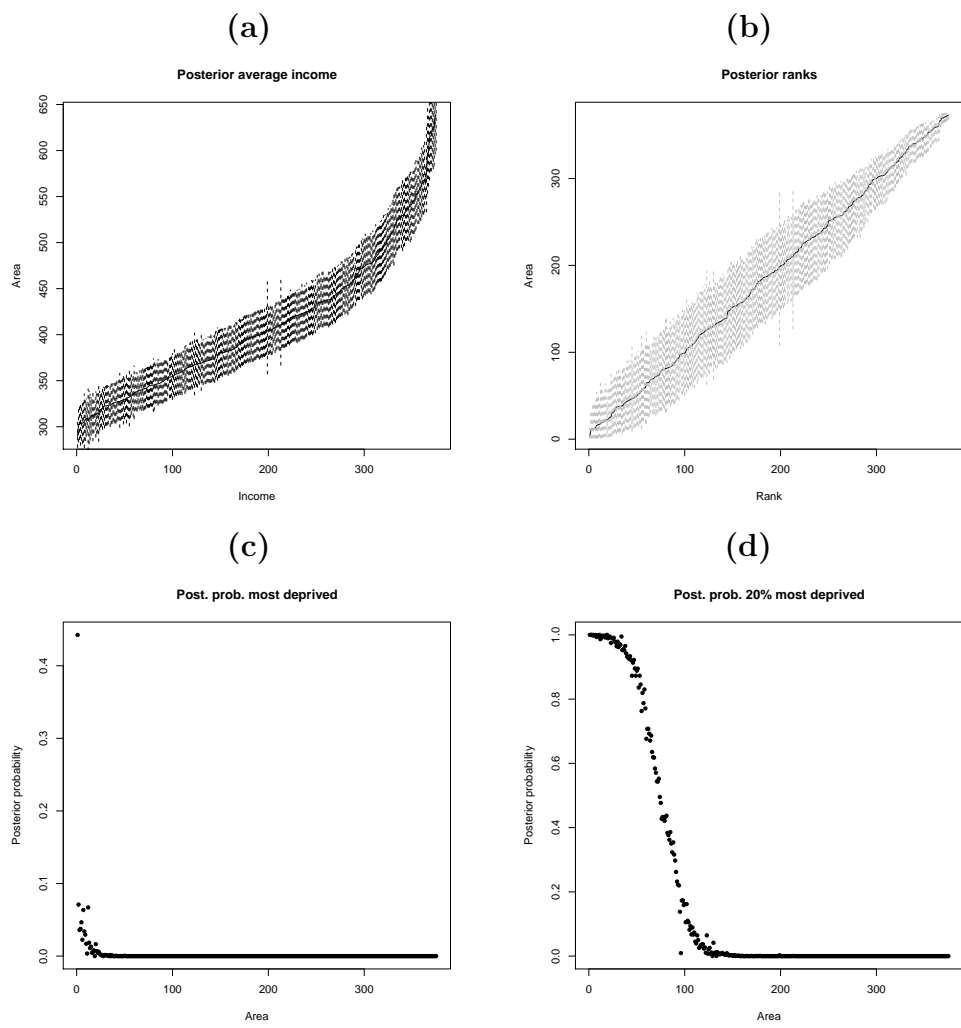 (a)
Posterior average income
650
600
550
500
450
400
350
300
Area
0 100 200 300
Income
(b)
Posterior ranks
300
200
100
0
Area
0 100 200 300
Rank
(c)
Post. prob. most deprived
0.4
0.3
0.2
0.1
0.0
Posterior probability
0 100 200 300
Area
(d)
Post. prob. 20% most deprived
1.0
0.8
0.6
0.4
0.2
0.0
Posterior probability
0 100 200 300
Area